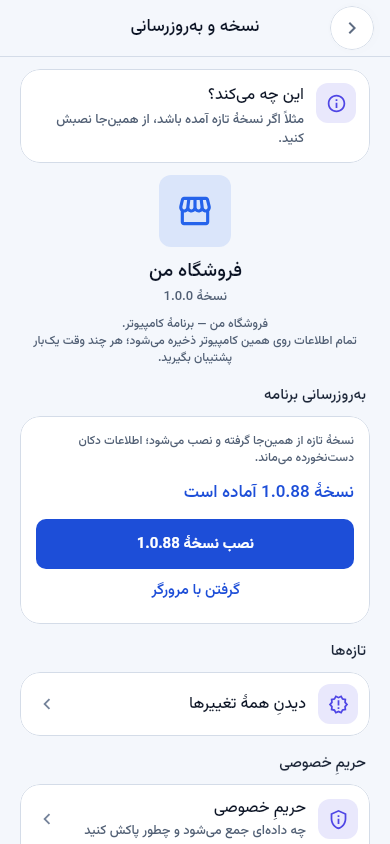 نسخه و به‌روزرسانی
این چه می‌کند؟
مثلاً اگر نسخهٔ تازه آمده باشد، از همین‌جا نصبش
کنید.
فروشگاه من
نسخهٔ 1.0.0
فروشگاه من — برنامهٔ کامپیوتر.
تمام اطلاعات روی همین کامپیوتر ذخیره می‌شود؛ هر چند وقت یک‌بار
پشتیبان بگیرید.
به‌روزرسانی برنامه
نسخهٔ تازه از همین‌جا گرفته و نصب می‌شود؛ اطلاعات دکان
دست‌نخورده می‌ماند.
نسخهٔ 1.0.88 آماده است
نصب نسخهٔ 1.0.88
گرفتن با مرورگر
تازه‌ها
دیدنِ همهٔ تغییرها
حریمِ خصوصی
حریمِ خصوصی
چه داده‌ای جمع می‌شود و چطور پاکش کنید